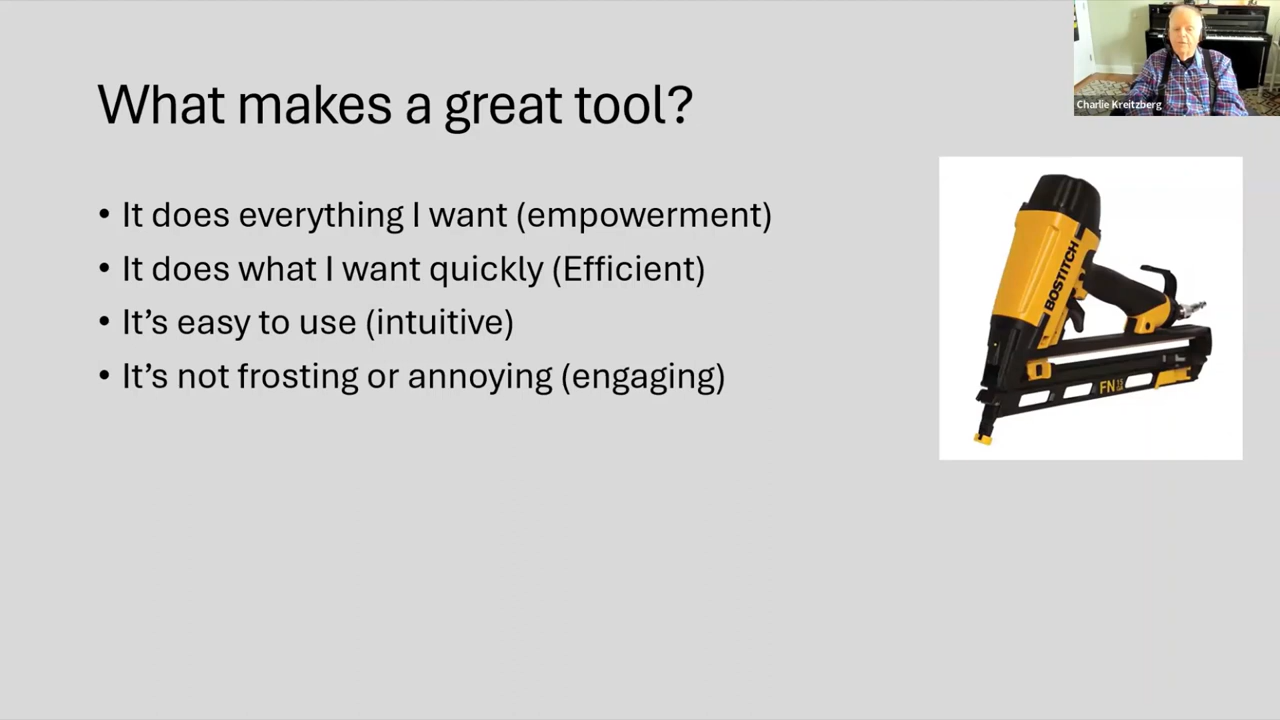 What makes a great tool?
• It does everything I want (empowerment)
• It does what I want quickly (Efficient)
• It's easy to use (intuitive)
• It's not frosting or annoying (engaging)
Charlie Kreitzberg
BOSTITCH
FN